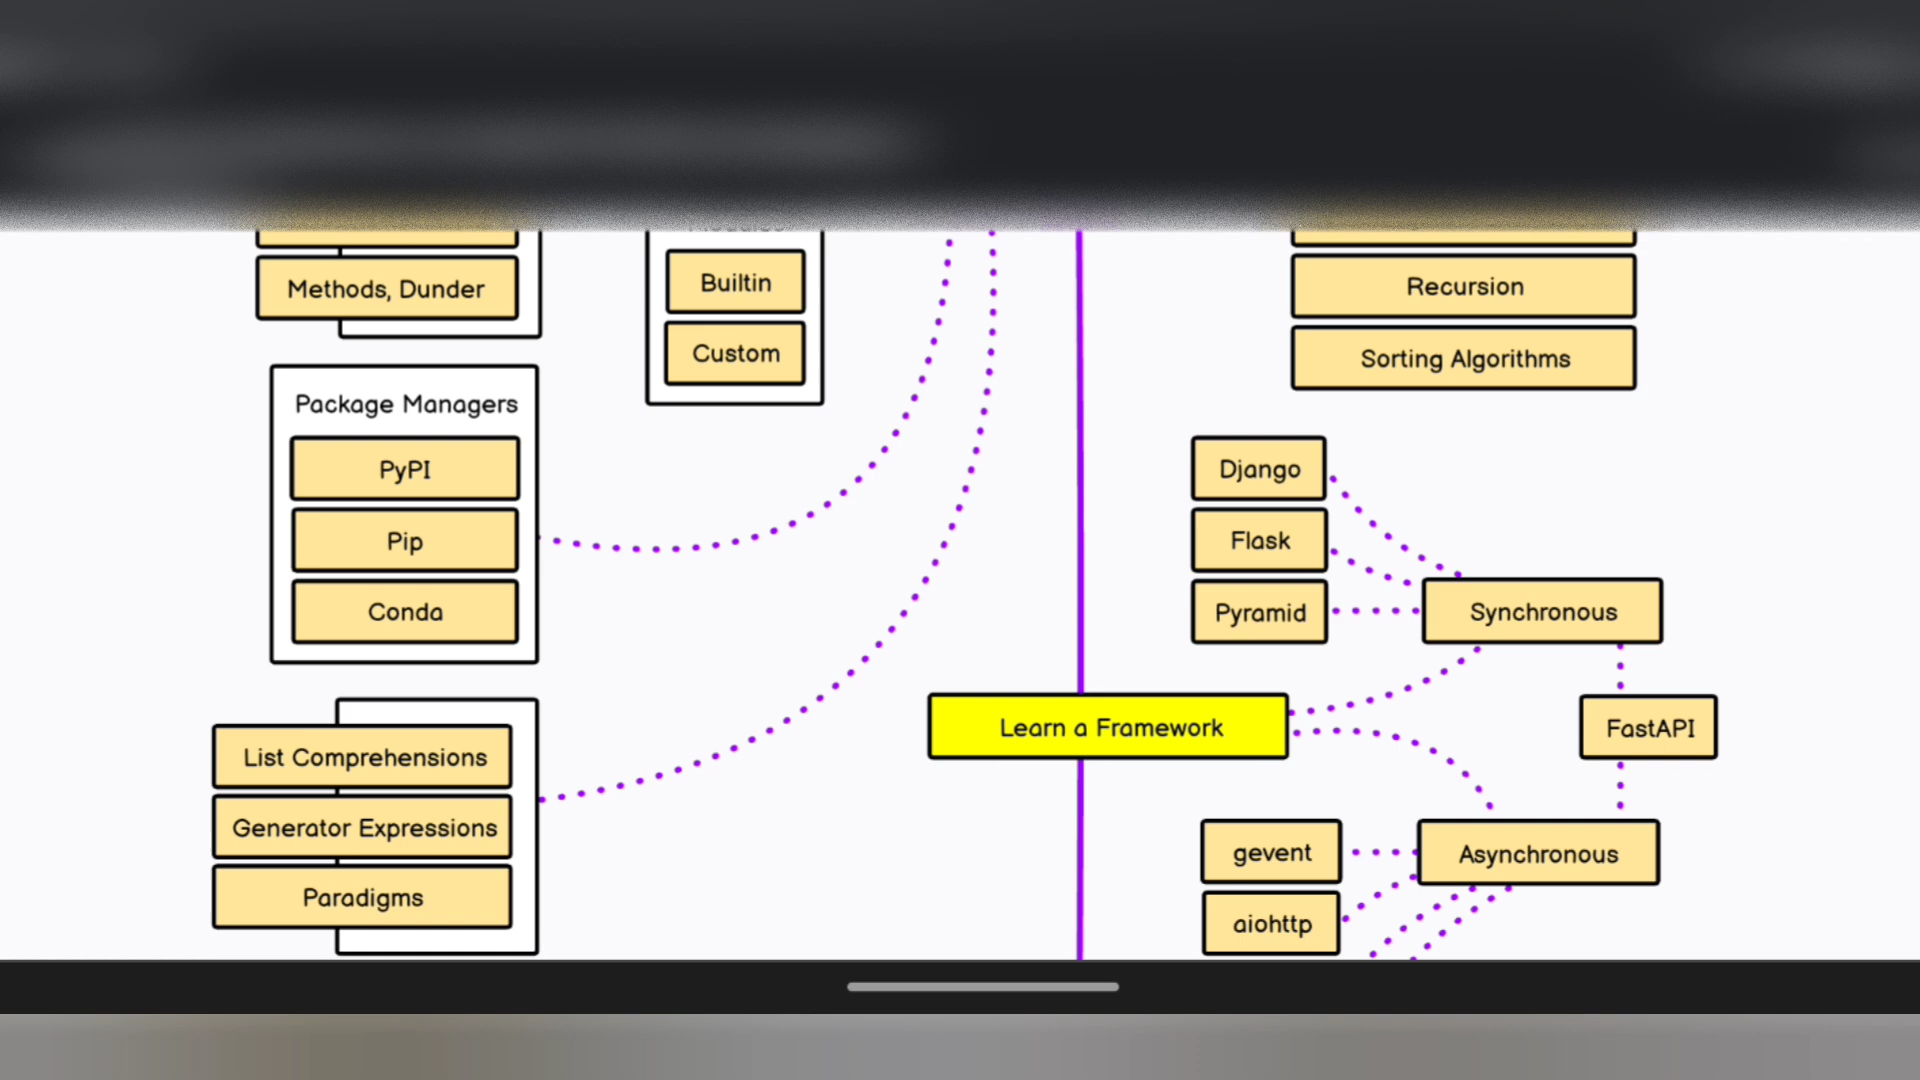 Methods, Dunder
Builtin
Custom
Recursion
Sorting Algorithms
Package Managers
PyPI
Pip
Conda
Django
Flask
Pyramid
Synchronous
Learn a Framework
FastAPI
List Comprehensions
Generator Expressions
Paradigms
gevent
Asynchronous
aiohttp